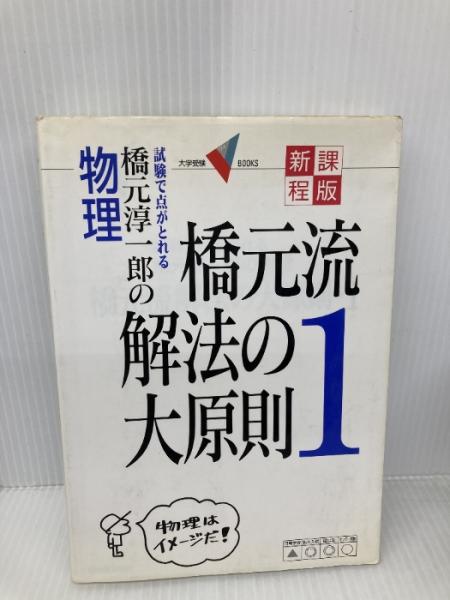 大学受験 V BOOKS
新課程版
試験で点がとれる
橋元淳一郎の
物理
橋元流
解法の
大原則
1
物理は
イメージだ!